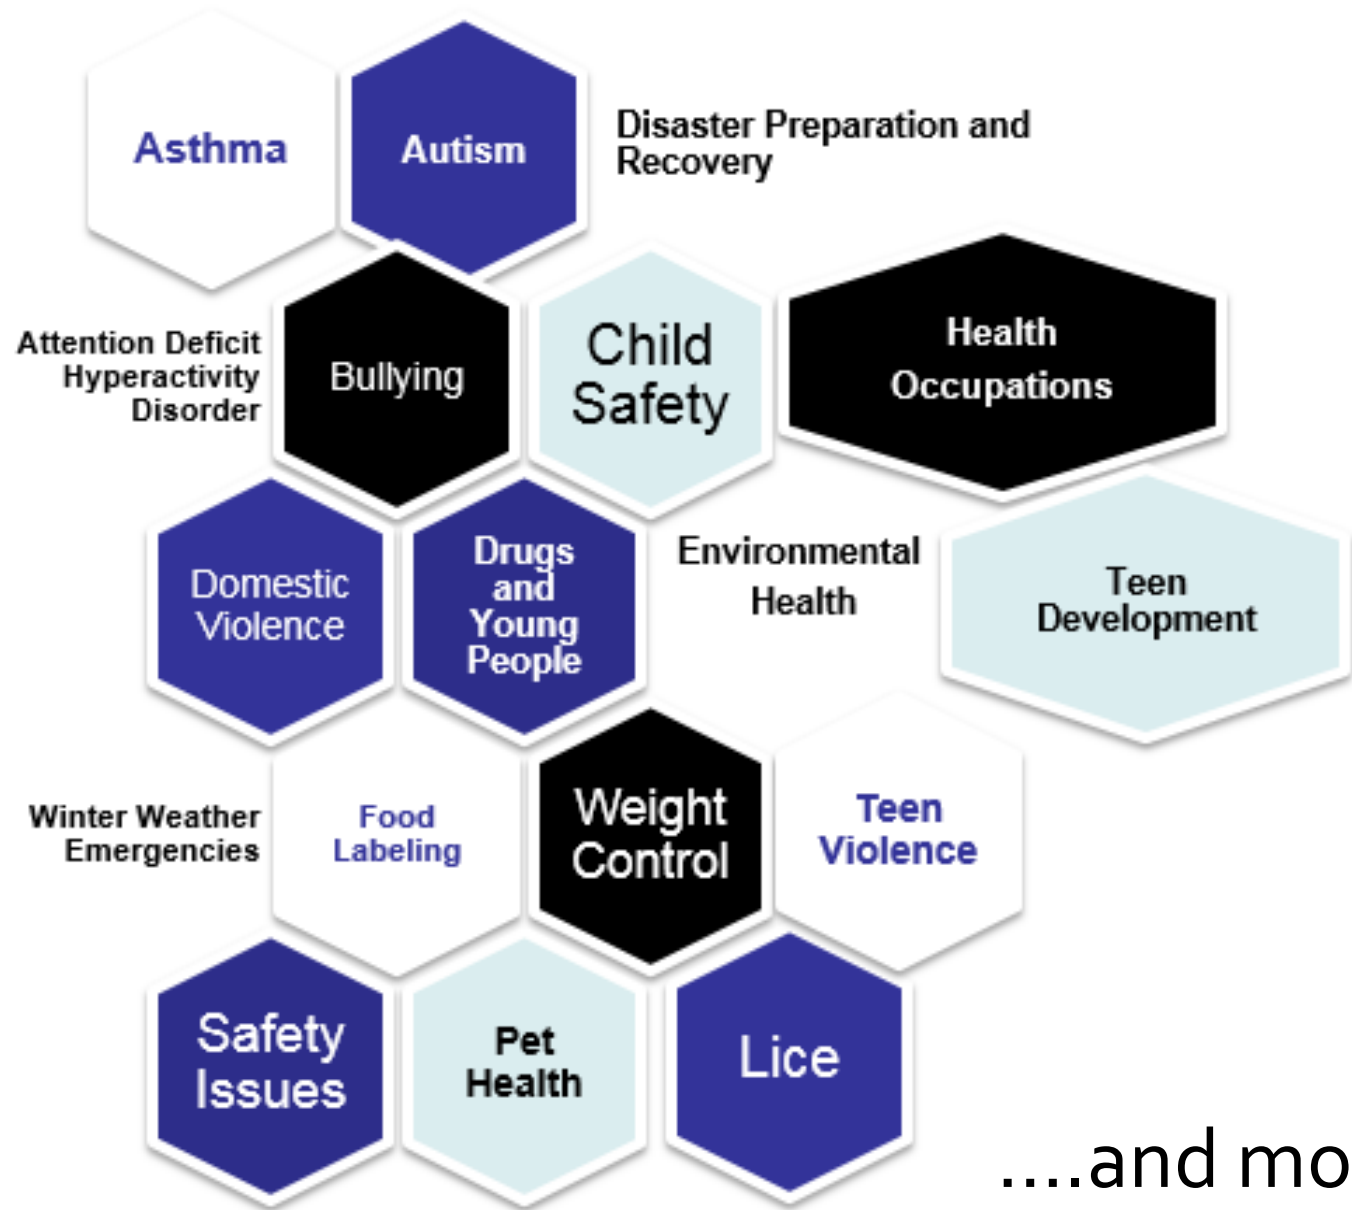 Asthma
Autism
Disaster Preparation and
Recovery
Attention Deficit
Hyperactivity
Disorder
Bullying
Child
Safety
Health
Occupations
Domestic
Violence
Drugs
and
Young
People
Environmental
Health
Teen
Development
Winter Weather
Emergencies
Food
Labeling
Weight
Control
Teen
Violence
Safety
Issues
Pet
Health
Lice
....and mo